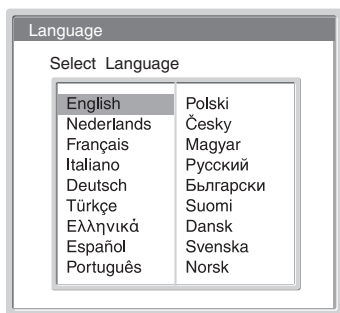 Language
Select Language
English
Nederlands
Français
Italiano
Deutsch
Türkçe
Ελληνικά
Español
Português
Polski
Česky
Magyar
Русский
Бьлгарски
Suomi
Dansk
Svenska
Norsk